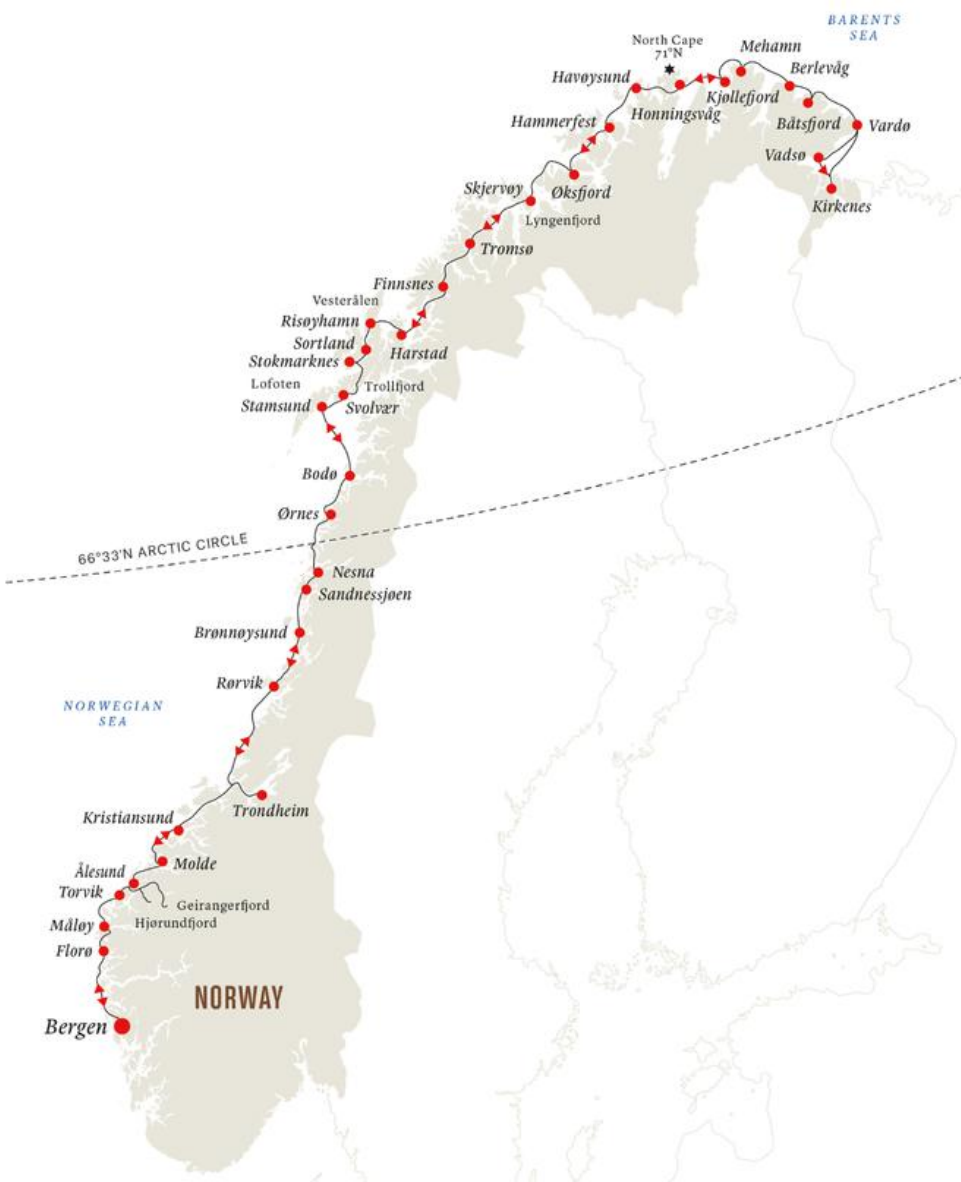 BARENTS
SEA
North Cape
71°N
Mehamn
Havøysund
Berlevåg
Kjøllefjord
Honningsvåg
Båtsfjord
Hammerfest
Vardø
Vadsø
Skjervøy
Øksfjord
Kirkenes
Lyngenfjord
Tromsø
Finnsnes
Vesterålen
Risøyhamn
Sortland
Harstad
Stokmarknes
Lofoten
Trollfjord
Stamsund
Svolvær
Bodø
Ørnes
66°33'N ARCTIC CIRCLE
Nesna
Sandnessjøen
Brønnøysund
Rørvik
NORWEGIAN
SEA
Trondheim
Kristiansund
Molde
Ålesund
Torvik
Geirangerfjord
Hjørundfjord
Måløy
Florø
NORWAY
Bergen